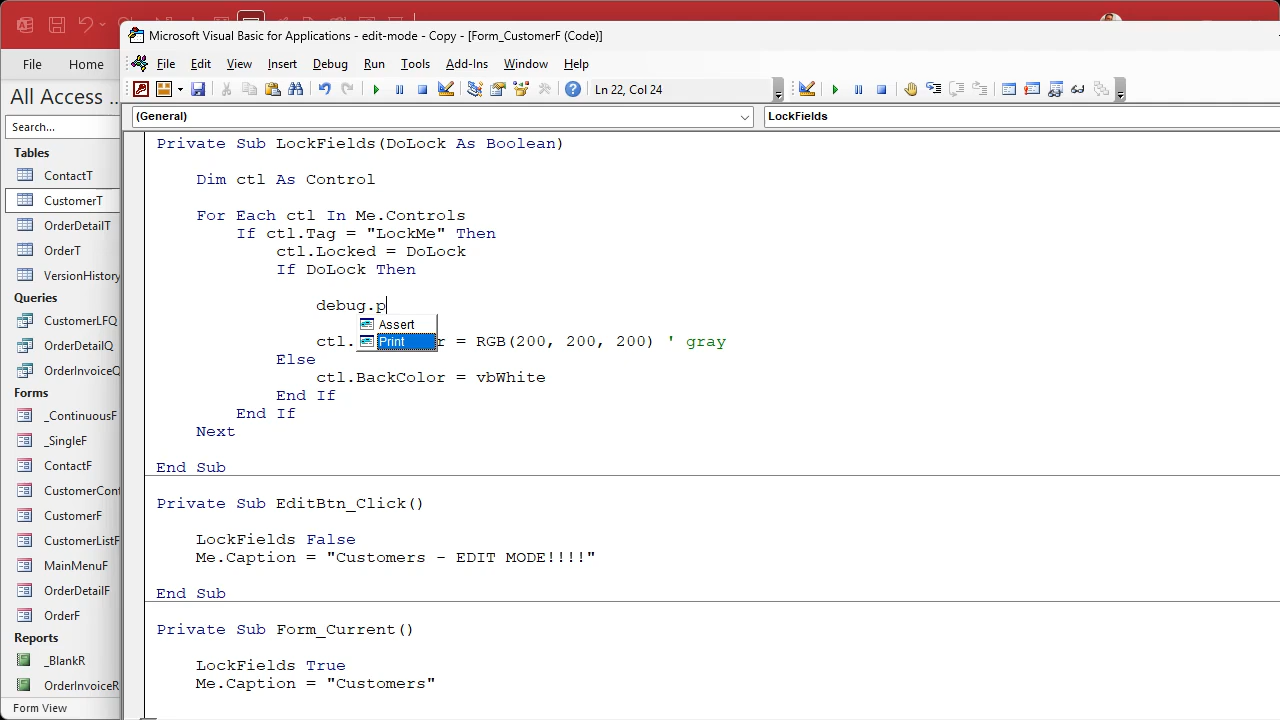 Microsoft Visual Basic for Applications - edit-mode - Copy - [Form_CustomerF (Code)]
File Home
File Edit View Insert Format Debug Run Tools Add-Ins Window Help
Ln 22, Col 24
All Access ..
Search...
Tables
ContactT
CustomerT
OrderDetailT
OrderT
VersionHistory
Queries
CustomerLFQ
OrderDetailQ
OrderInvoiceQ
Forms
_ContinuousF
_SingleF
ContactF
CustomerCont
CustomerF
CustomerListF
MainMenuF
OrderDetailF
OrderF
Reports
_BlankR
OrderInvoiceR
Form View
(General) LockFields
Private Sub LockFields(DoLock As Boolean)
Dim ctl As Control
For Each ctl In Me.Controls
If ctl.Tag = "LockMe" Then
ctl.Locked = DoLock
If DoLock Then
debug.p
Assert
Print
ctl. r = RGB(200, 200, 200) ' gray
Else
ctl.BackColor = vbWhite
End If
End If
Next
End Sub
Private Sub EditBtn_Click()
LockFields False
Me.Caption = "Customers - EDIT MODE!!!!"
End Sub
Private Sub Form_Current()
LockFields True
Me.Caption = "Customers"